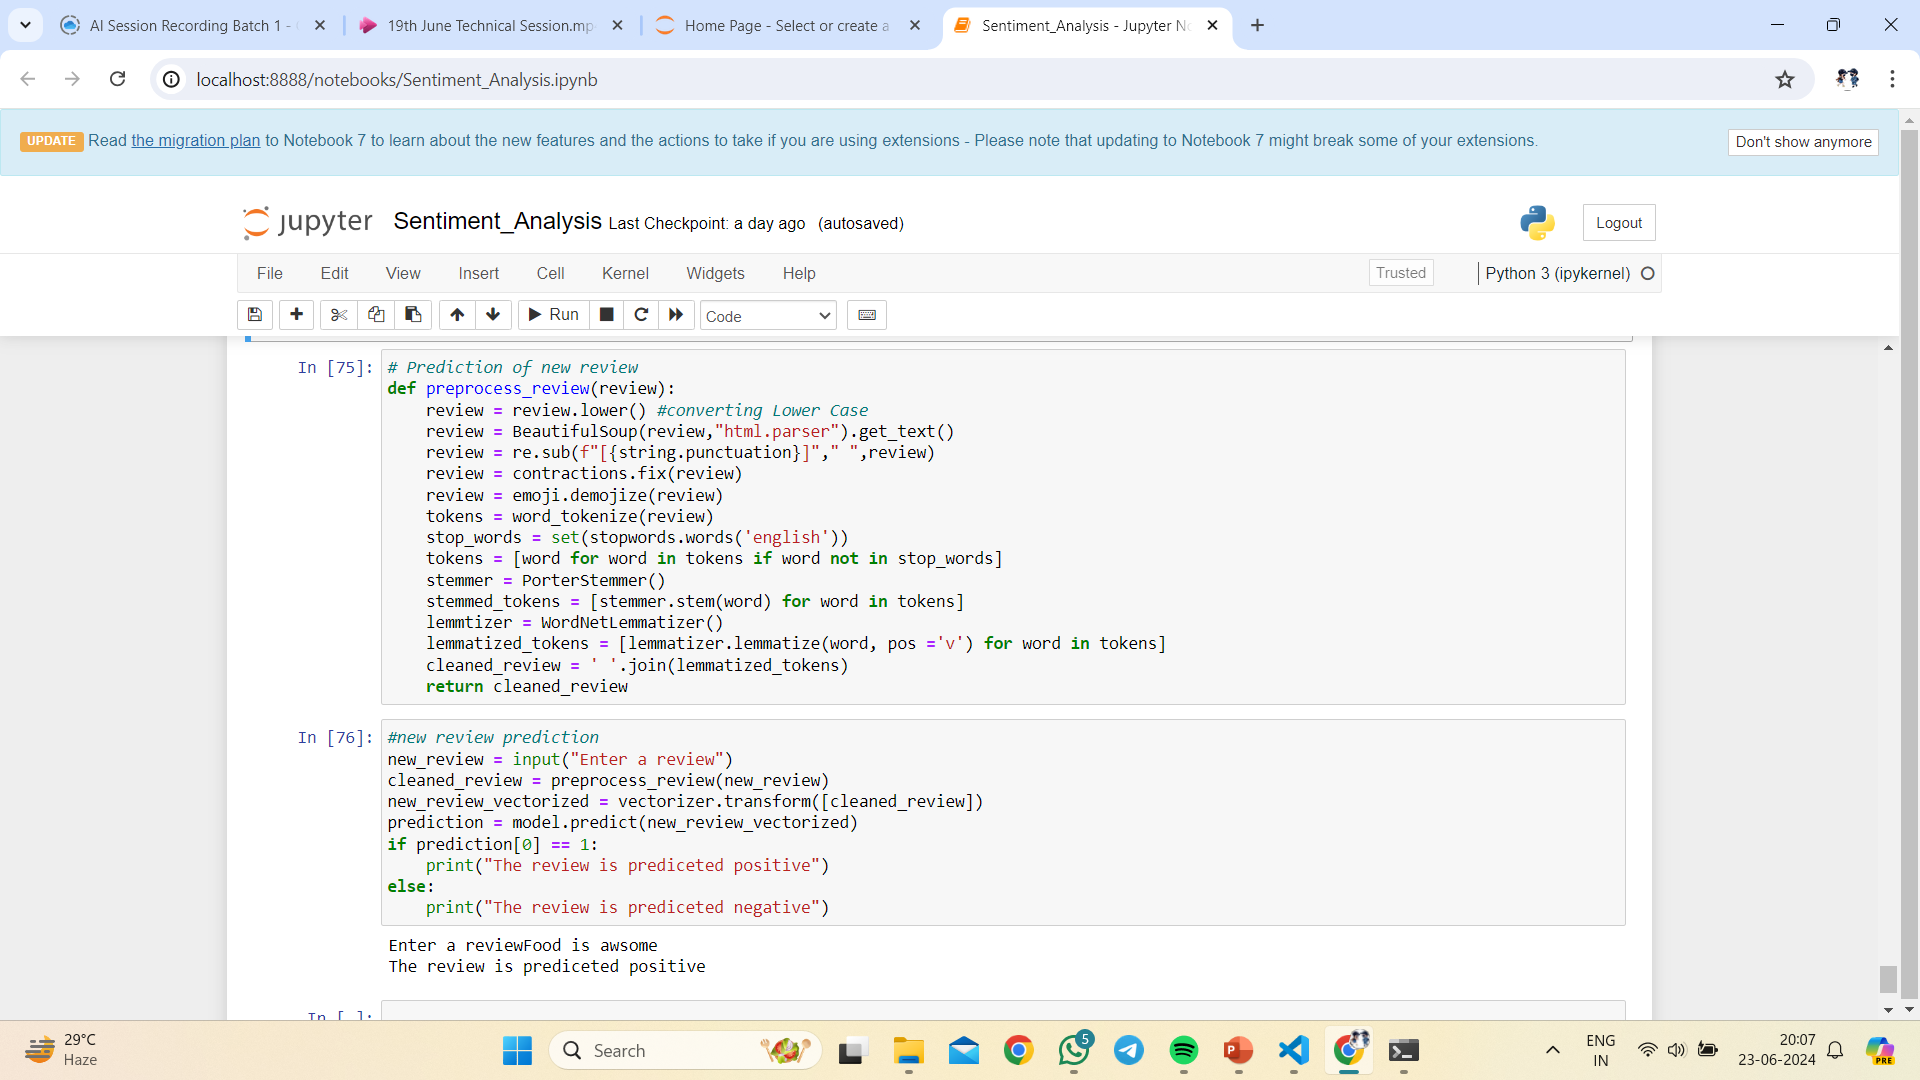 AI Session Recording Batch 1 -
19th June Technical Session.mp
Home Page - Select or create a
Sentiment_Analysis - Jupyter No
localhost:8888/notebooks/Sentiment_Analysis.ipynb
UPDATE Read the migration plan to Notebook 7 to learn about the new features and the actions to take if you are using extensions - Please note that updating to Notebook 7 might break some of your extensions.
Don't show anymore
jupyter Sentiment_Analysis Last Checkpoint: a day ago (autosaved)
Logout
File Edit View Insert Cell Kernel Widgets Help
Trusted
Python 3 (ipykernel)
Run
Code
In [75]:
# Prediction of new review
def preprocess_review(review):
    review = review.lower() #converting Lower Case
    review = BeautifulSoup(review,"html.parser").get_text()
    review = re.sub(f"[{string.punctuation}]"," ",review)
    review = contractions.fix(review)
    review = emoji.demojize(review)
    tokens = word_tokenize(review)
    stop_words = set(stopwords.words('english'))
    tokens = [word for word in tokens if word not in stop_words]
    stemmer = PorterStemmer()
    stemmed_tokens = [stemmer.stem(word) for word in tokens]
    lemmtizer = WordNetLemmatizer()
    lemmatized_tokens = [lemmatizer.lemmatize(word, pos ='v') for word in tokens]
    cleaned_review = ' '.join(lemmatized_tokens)
    return cleaned_review
In [76]:
#new review prediction
new_review = input("Enter a review")
cleaned_review = preprocess_review(new_review)
new_review_vectorized = vectorizer.transform([cleaned_review])
prediction = model.predict(new_review_vectorized)
if prediction[0] == 1:
    print("The review is prediceted positive")
else:
    print("The review is prediceted negative")
Enter a reviewFood is awsome
The review is prediceted positive
In [ ]:
29°C
Haze
Search
5
PRE
ENG
IN
20:07
23-06-2024